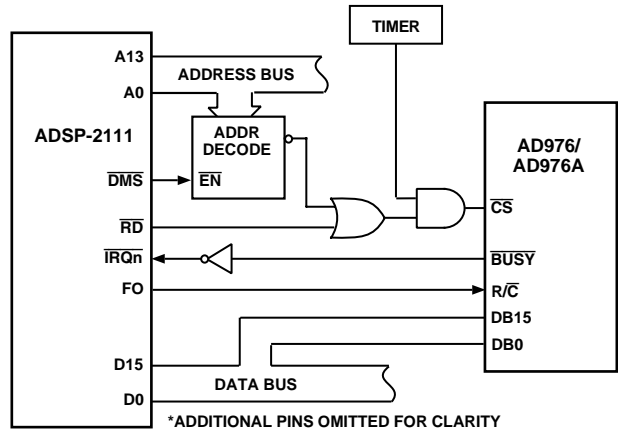 TIMER
A13
ADDRESS BUS
A0
ADSP-2111
ADDR
DECODE
AD976/
AD976A
DMS
EN
CS
RD
IRQn
BUSY
FO
R/C
DB15
DB0
D15
DATA BUS
D0
*ADDITIONAL PINS OMITTED FOR CLARITY